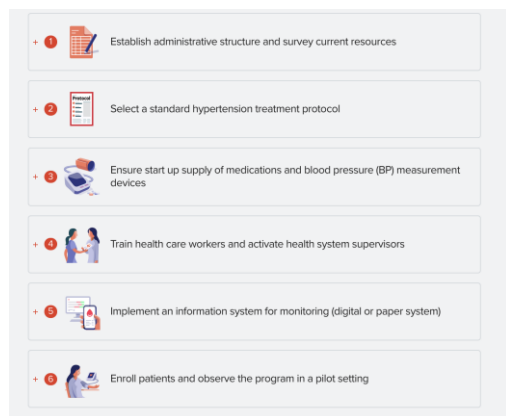 + 1 Establish administrative structure and survey current resources
Protocol
+ 2 Select a standard hypertension treatment protocol
+ 3 Ensure start up supply of medications and blood pressure (BP) measurement
devices
+ 4 Train health care workers and activate health system supervisors
+ 5 Implement an information system for monitoring (digital or paper system)
+ 6 Enroll patients and observe the program in a pilot setting